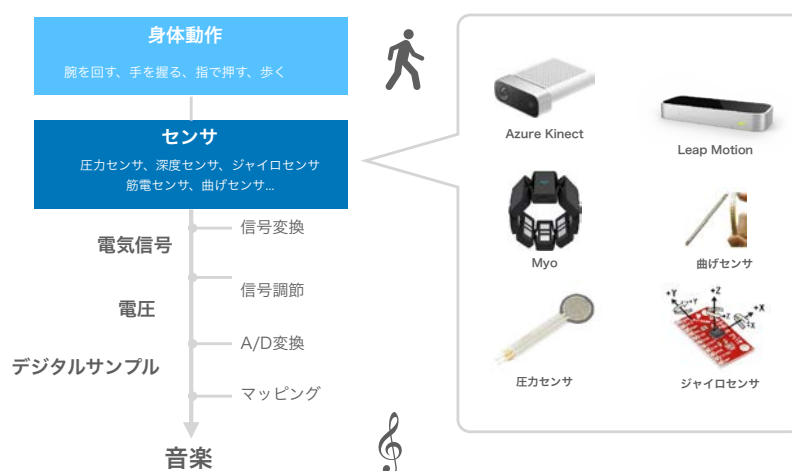 身体動作
腕を回す、手を握る、指で押す、歩く
センサ
圧力センサ、深度センサ、ジャイロセンサ
筋電センサ、曲げセンサ...
電気信号
信号変換
信号調節
電圧
A/D変換
デジタルサンプル
マッピング
音楽
Azure Kinect
Leap Motion
Myo
曲げセンサ
圧力センサ
+Y
+Z
+X
ジャイロセンサ